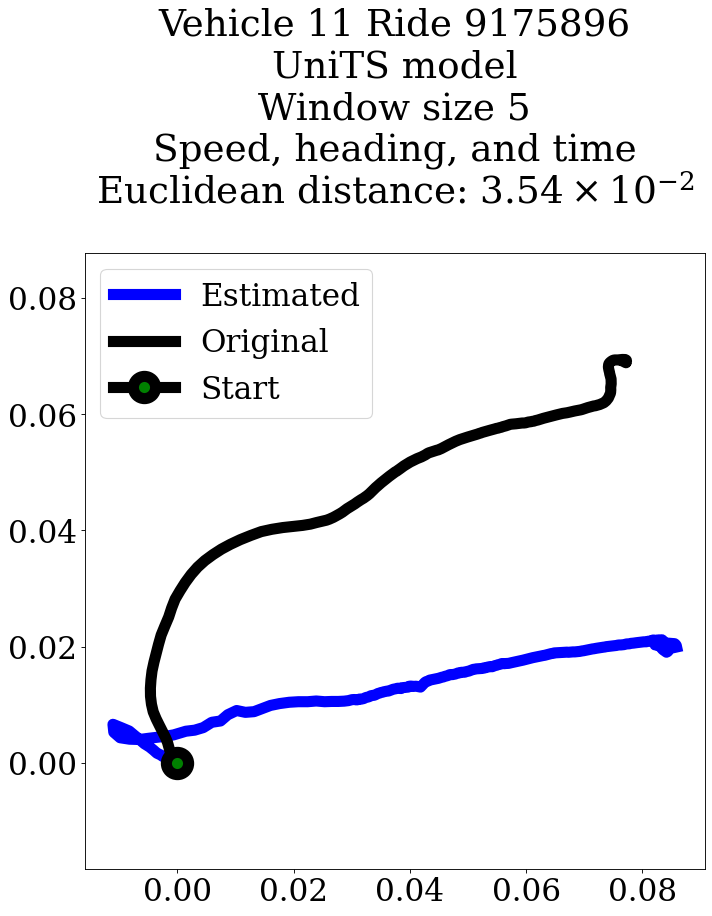 Vehicle 11 Ride 9175896
UniTS model
Window size 5
Speed, heading, and time
Euclidean distance: 3.54 × 10⁻²
Estimated
Original
Start
0.08
0.06
0.04
0.02
0.00
0.00 0.02 0.04 0.06 0.08